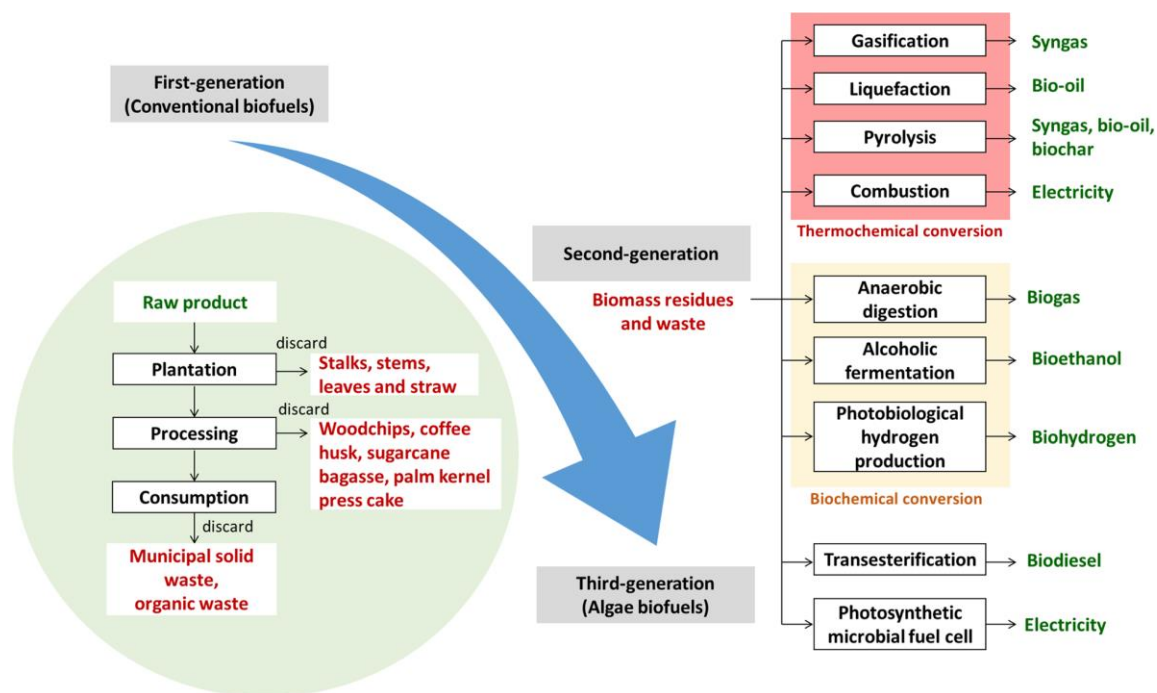 First-generation
(Conventional biofuels)
Raw product
discard
Plantation
Stalks, stems,
leaves and straw
discard
Processing
Woodchips, coffee
husk, sugarcane
bagasse, palm kernel
press cake
Consumption
discard
Municipal solid
waste,
organic waste
Second-generation
Biomass residues
and waste
Third-generation
(Algae biofuels)
Gasification
Syngas
Liquefaction
Bio-oil
Pyrolysis
Syngas, bio-oil,
biochar
Combustion
Electricity
Thermochemical conversion
Anaerobic
digestion
Biogas
Alcoholic
fermentation
Bioethanol
Photobiological
hydrogen
production
Biohydrogen
Biochemical conversion
Transesterification
Biodiesel
Photosynthetic
microbial fuel cell
Electricity